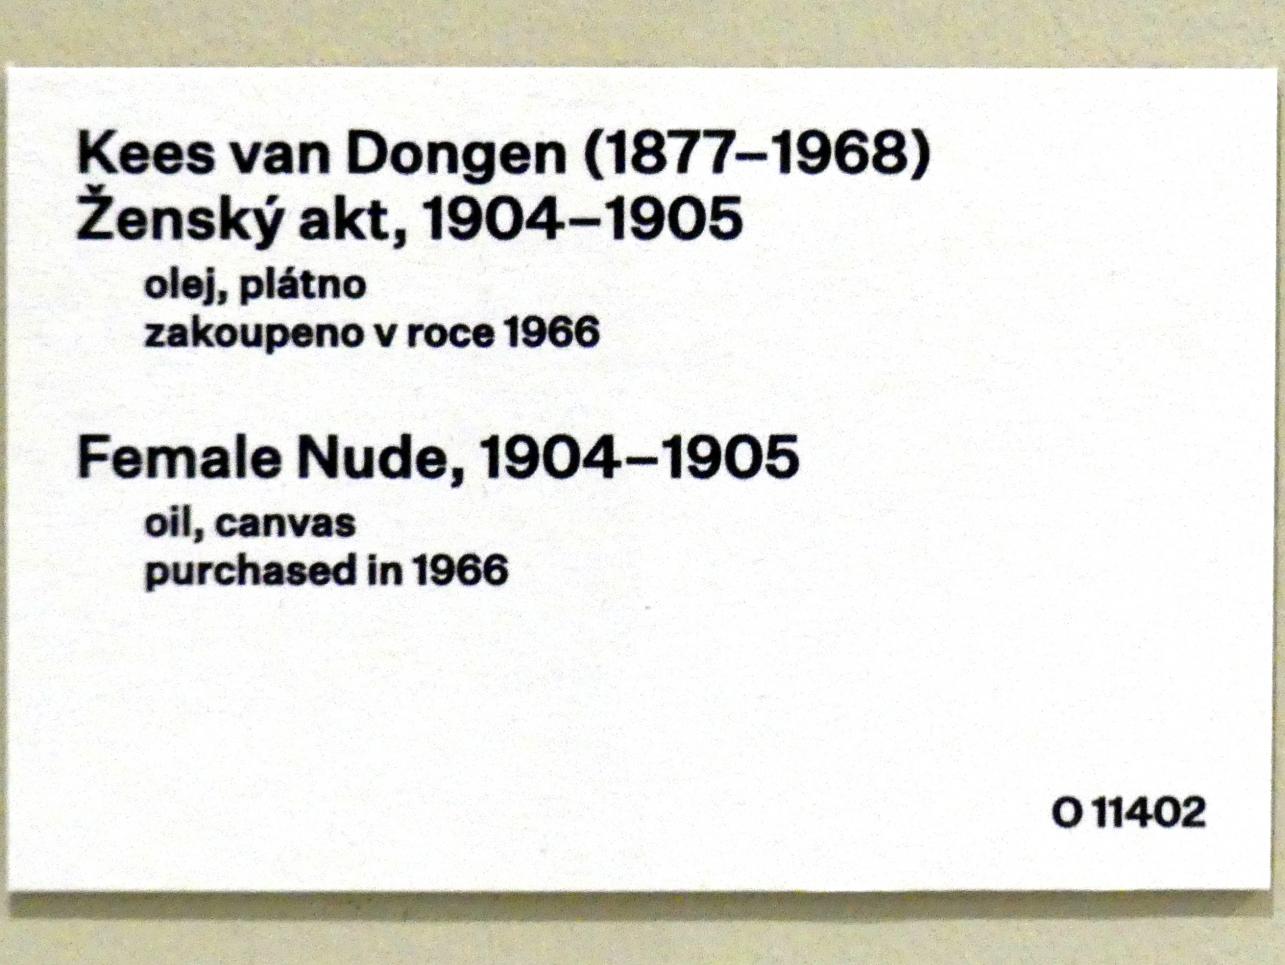 Kees van Dongen (1877–1968)
Ženský akt, 1904–1905
olej, plátno
zakoupeno v roce 1966
Female Nude, 1904–1905
oil, canvas
purchased in 1966
O 11402